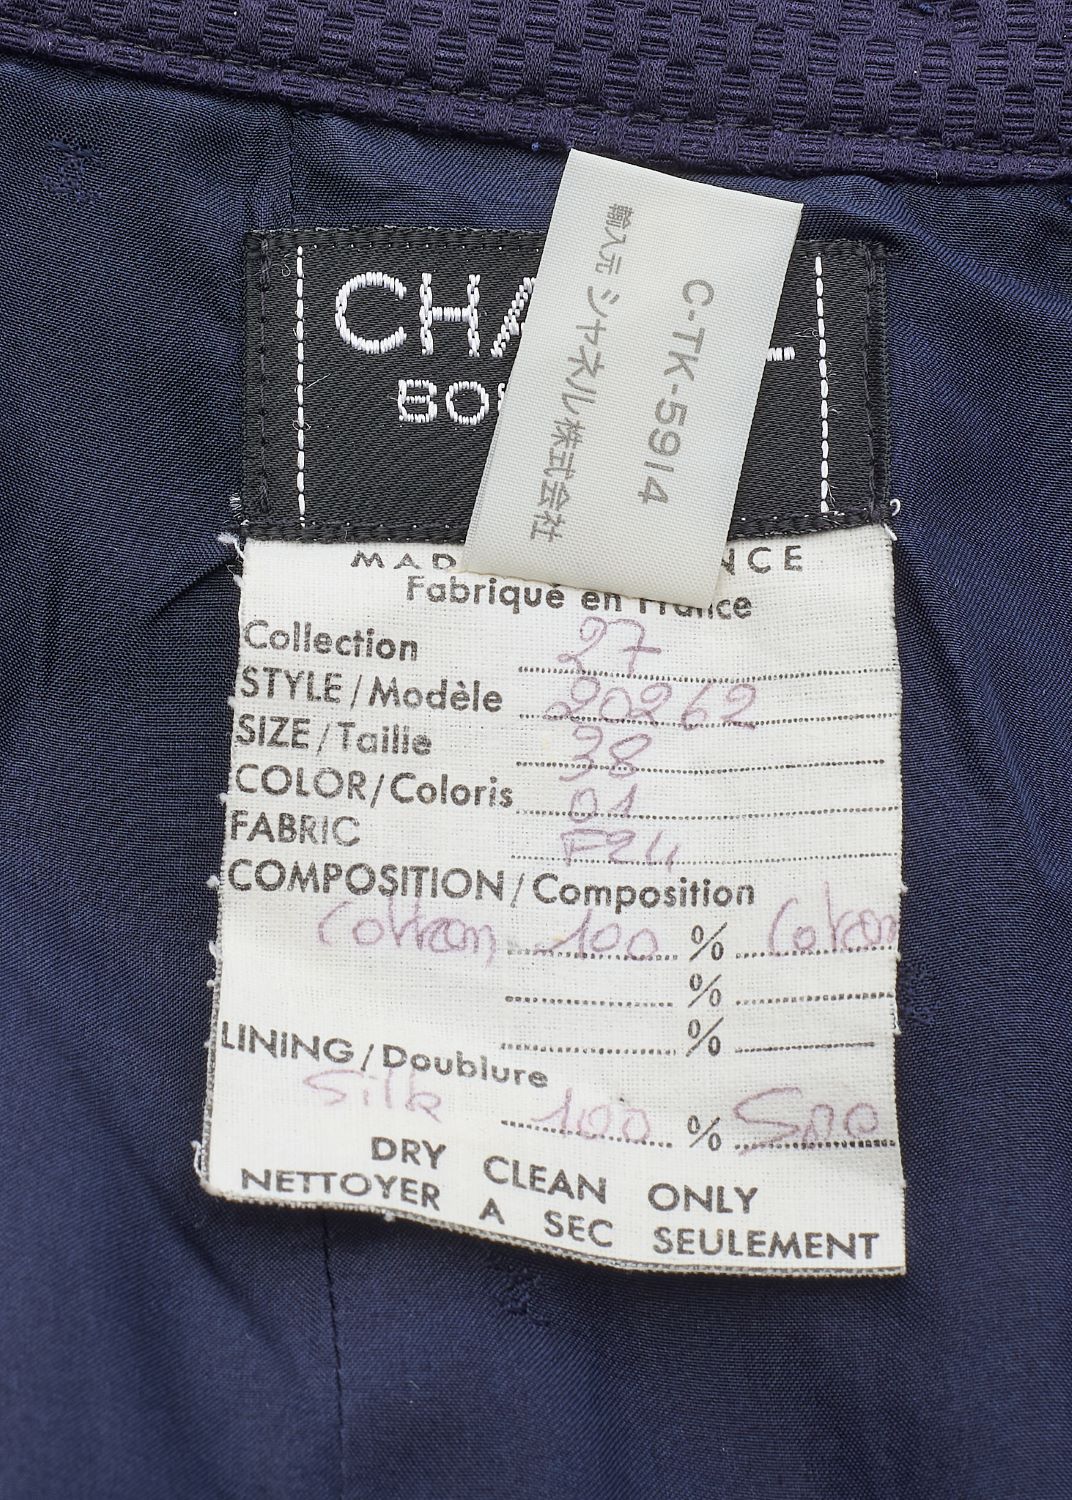 CHA
BO
C-TK-5914
輸入元 シャネル株式会社
MAD NCE
Fabriqué en France
Collection 27
STYLE/Modèle 20262
SIZE/Taille 38
COLOR/Coloris 01
FABRIC
COMPOSITION/Composition
Cotton 100 % Coton
%
%
LINING/Doublure
Silk 100 %
DRY CLEAN ONLY
NETTOYER A SEC SEULEMENT